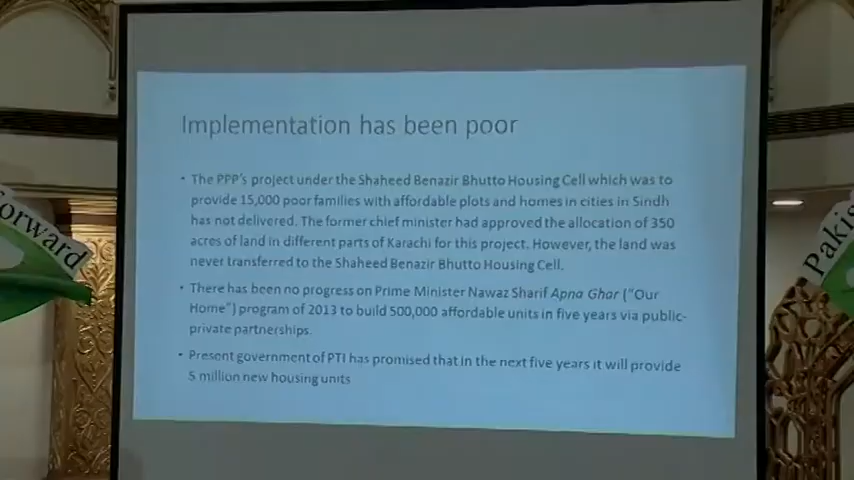 Implementation has been poor
• The PPP's project under the Shaheed Benazir Bhutto Housing Cell which was to
provide 15,000 poor families with affordable plots and homes in cities in Sindh
has not delivered. The former chief minister had approved the allocation of 350
acres of land in different parts of Karachi for this project. However, the land was
never transferred to the Shaheed Benazir Bhutto Housing Cell.
• There has been no progress on Prime Minister Nawaz Sharif Apna Ghar ("Our
Home") program of 2013 to build 500,000 affordable units in five years via public-
private partnerships.
• Present government of PTI has promised that in the next five years it will provide
5 million new housing units
Forward